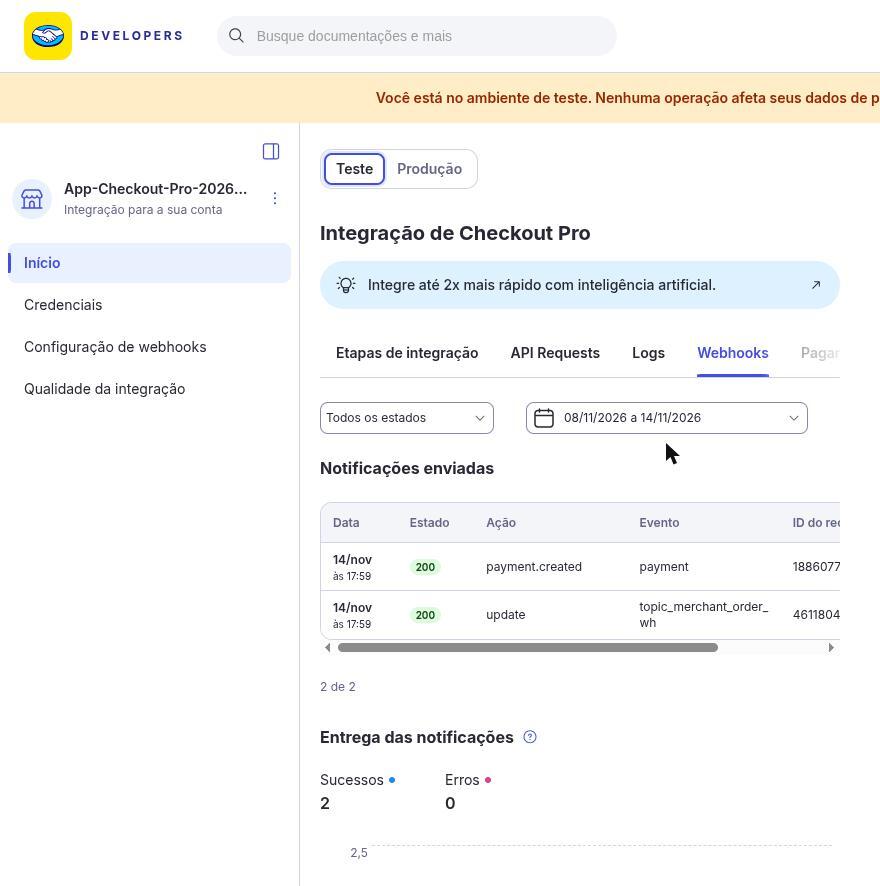 DEVELOPERS
Busque documentações e mais
Você está no ambiente de teste. Nenhuma operação afeta seus dados de p
App-Checkout-Pro-2026...
Integração para a sua conta
Início
Credenciais
Configuração de webhooks
Qualidade da integração
Teste Produção
Integração de Checkout Pro
Integre até 2x mais rápido com inteligência artificial.
Etapas de integração API Requests Logs Webhooks Pagar
Todos os estados 08/11/2026 a 14/11/2026
Notificações enviadas
Data Estado Ação Evento ID do rec
14/nov
às 17:59 200 payment.created payment 1886077
14/nov
às 17:59 200 update topic_merchant_order_
wh 4611804
2 de 2
Entrega das notificações ?
Sucessos Erros
2 0
2,5